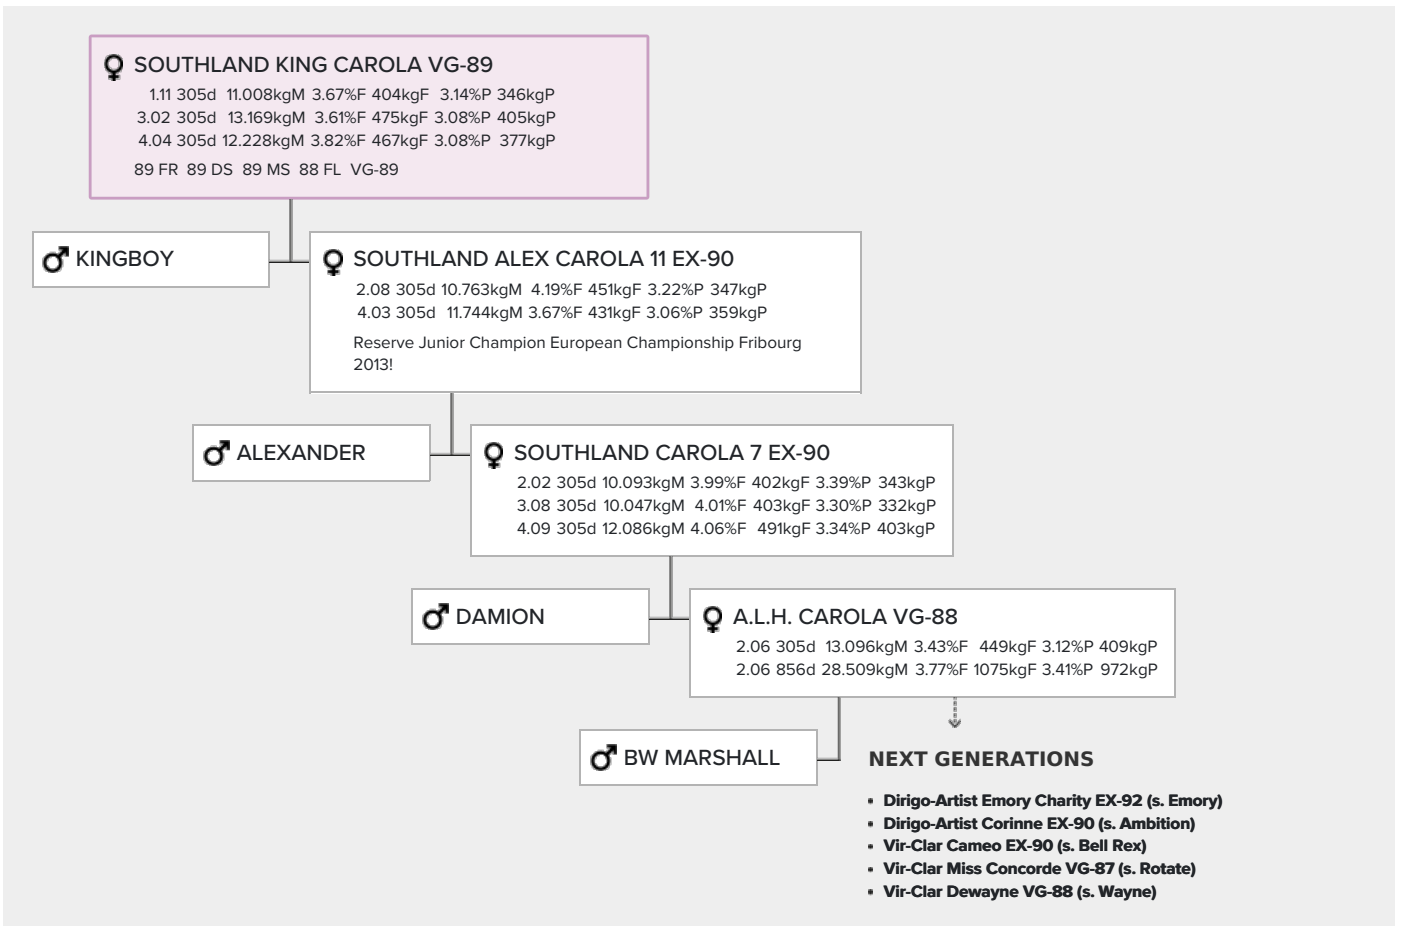 SOUTHLAND KING CAROLA VG-89
1.11 305d 11.008kgM 3.67%F 404kgF 3.14%P 346kgP
3.02 305d 13.169kgM 3.61%F 475kgF 3.08%P 405kgP
4.04 305d 12.228kgM 3.82%F 467kgF 3.08%P 377kgP
89 FR 89 DS 89 MS 88 FL VG-89
KINGBOY
SOUTHLAND ALEX CAROLA 11 EX-90
2.08 305d 10.763kgM 4.19%F 451kgF 3.22%P 347kgP
4.03 305d 11.744kgM 3.67%F 431kgF 3.06%P 359kgP
Reserve Junior Champion European Championship Fribourg
2013!
ALEXANDER
SOUTHLAND CAROLA 7 EX-90
2.02 305d 10.093kgM 3.99%F 402kgF 3.39%P 343kgP
3.08 305d 10.047kgM 4.01%F 403kgF 3.30%P 332kgP
4.09 305d 12.086kgM 4.06%F 491kgF 3.34%P 403kgP
DAMION
A.L.H. CAROLA VG-88
2.06 305d 13.096kgM 3.43%F 449kgF 3.12%P 409kgP
2.06 856d 28.509kgM 3.77%F 1075kgF 3.41%P 972kgP
BW MARSHALL
NEXT GENERATIONS
• Dirigo-Artist Emory Charity EX-92 (s. Emory)
• Dirigo-Artist Corinne EX-90 (s. Ambition)
• Vir-Clar Cameo EX-90 (s. Bell Rex)
• Vir-Clar Miss Concorde VG-87 (s. Rotate)
• Vir-Clar Dewayne VG-88 (s. Wayne)